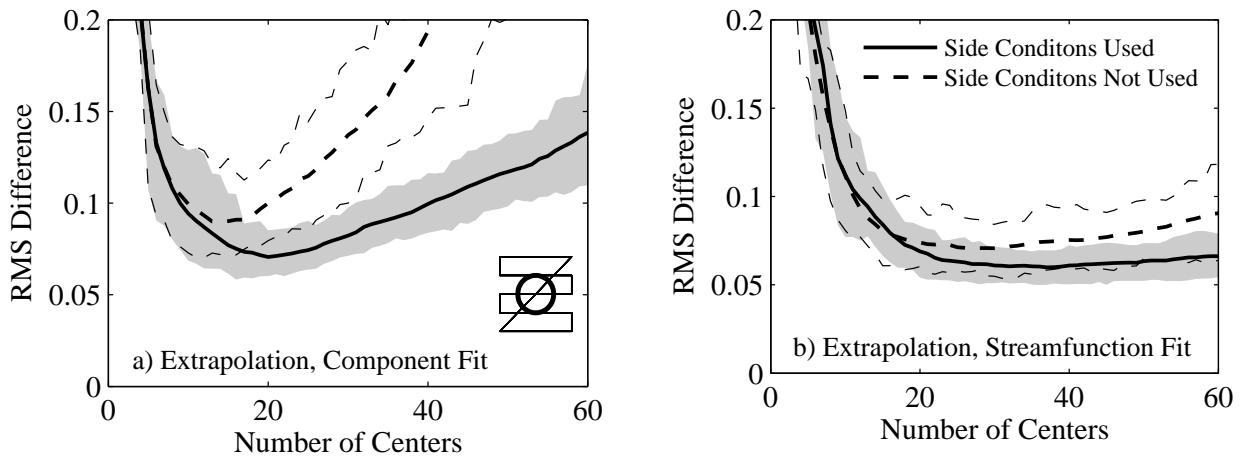 0.2
0.15
0.1
0.05
0
RMS Difference
0 20 40 60
Number of Centers
a) Extrapolation, Component Fit
0.2
0.15
0.1
0.05
0
RMS Difference
0 20 40 60
Number of Centers
Side Conditons Used
Side Conditons Not Used
b) Extrapolation, Streamfunction Fit